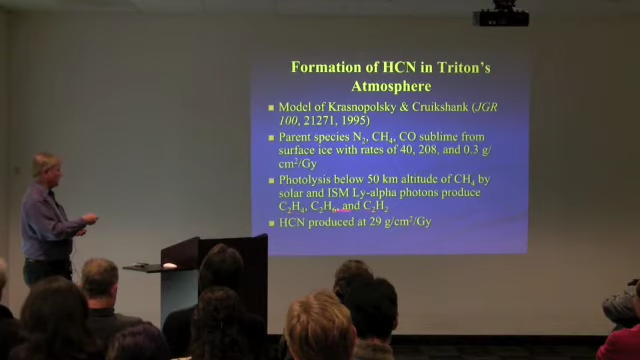 Formation of HCN in Triton's
Atmosphere
Model of Krasnopolsky & Cruikshank (JGR
100, 21271, 1995)
Parent species N₂, CH₄, CO sublime from
surface ice with rates of 40, 208, and 0.3 g/
cm²/Gy
Photolysis below 50 km altitude of CH₄ by
solar and ISM Ly-alpha photons produce
C₂H₄, C₂H₆, and C₂H₂
HCN produced at 29 g/cm²/Gy